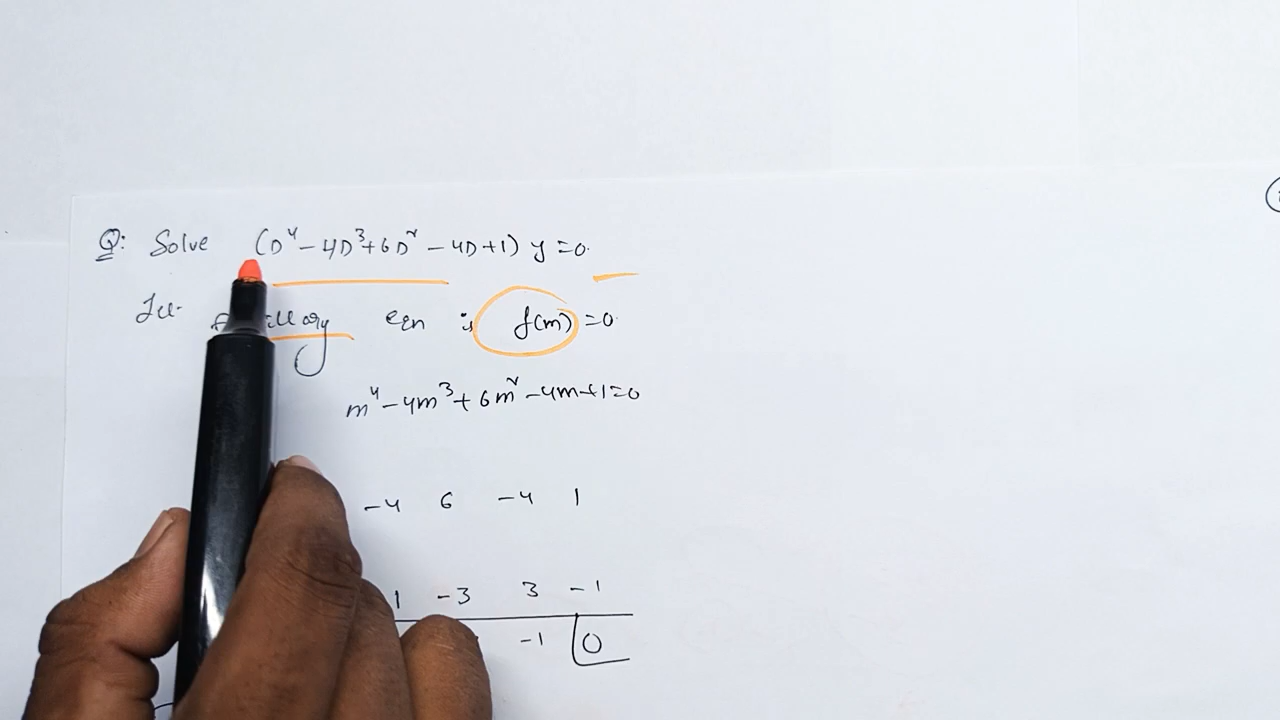 Q: Solve (D⁴ - 4D³ + 6D² - 4D + 1) y = 0.
eqn is f(m) = 0.
m⁴ - 4m³ + 6m² - 4m + 1 = 0
-4 6 -4 1
1 -3 3 -1
-1 0